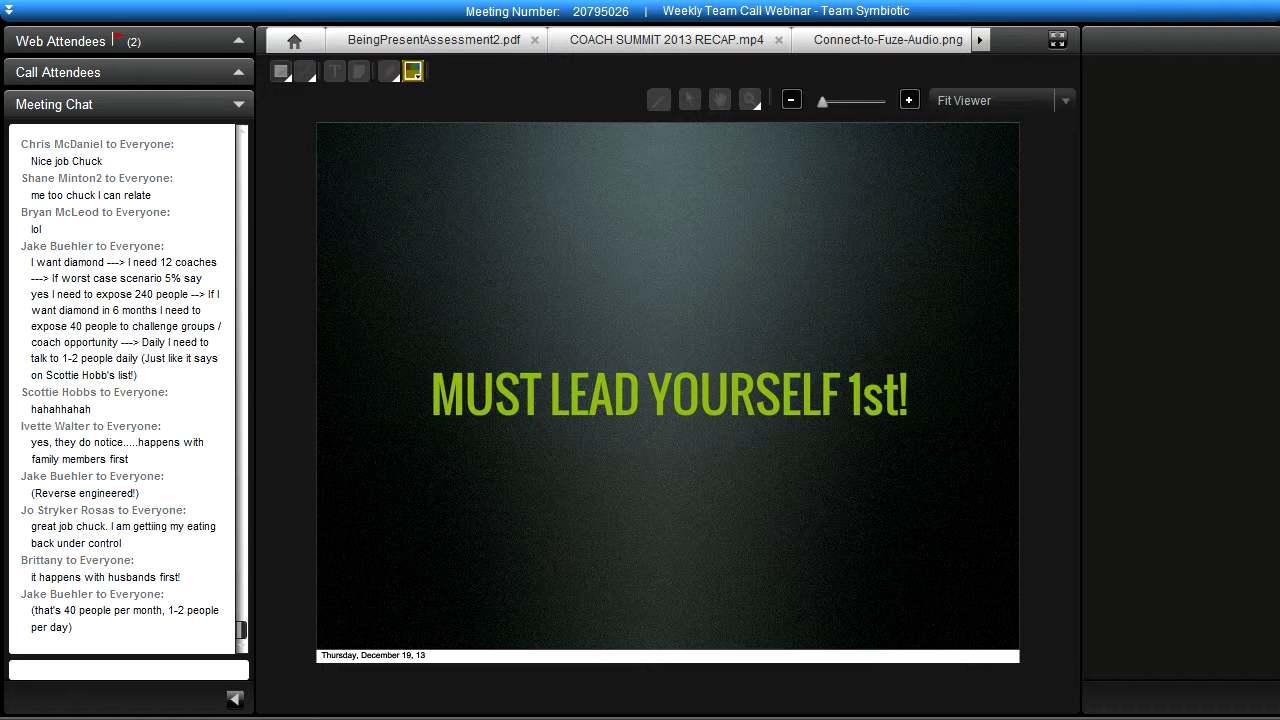 Meeting Number: 20795026 | Weekly Team Call Webinar - Team Symbiotic
Web Attendees (2)
Call Attendees
Meeting Chat
Chris McDaniel to Everyone:
Nice job Chuck
Shane Minton2 to Everyone:
me too chuck I can relate
Bryan McLeod to Everyone:
lol
Jake Buehler to Everyone:
I want diamond ---> I need 12 coaches
---> If worst case scenario 5% say
yes I need to expose 240 people --> If I
want diamond in 6 months I need to
expose 40 people to challenge groups /
coach opportunity ---> Daily I need to
talk to 1-2 people daily (Just like it says
on Scottie Hobb's list!)
Scottie Hobbs to Everyone:
hahahhahah
Ivette Walter to Everyone:
yes, they do notice.....happens with
family members first
Jake Buehler to Everyone:
(Reverse engineered!)
Jo Stryker Rosas to Everyone:
great job chuck. I am gettiing my eating
back under control
Brittany to Everyone:
it happens with husbands first!
Jake Buehler to Everyone:
(that's 40 people per month, 1-2 people
per day)
BeingPresentAssessment2.pdf
COACH SUMMIT 2013 RECAP.mp4
Connect-to-Fuze-Audio.png
Fit Viewer
MUST LEAD YOURSELF 1st!
Thursday, December 19, 13